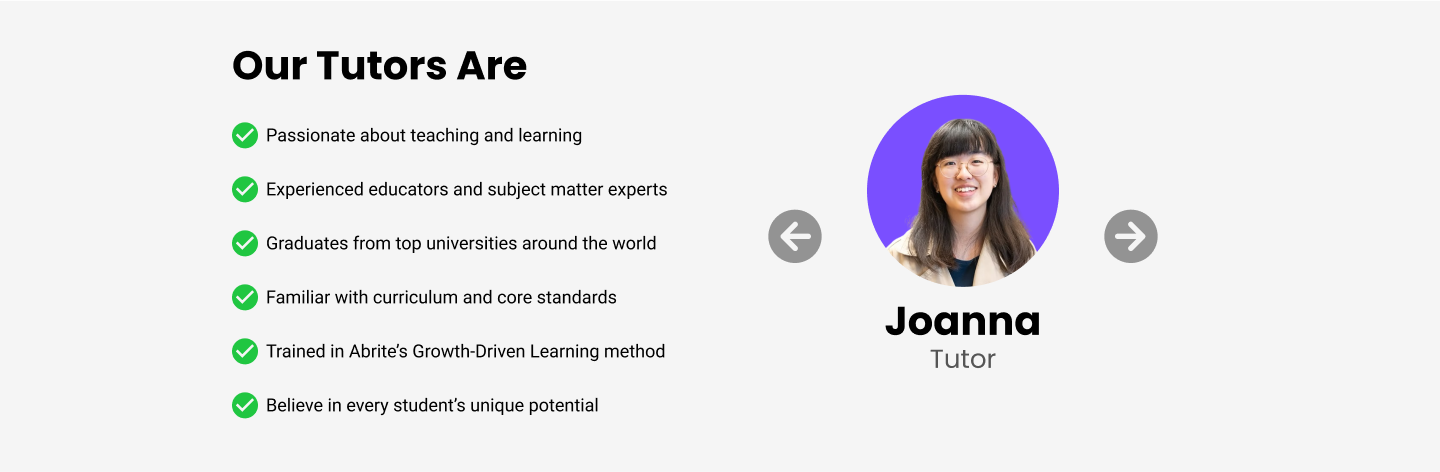 Our Tutors Are
Passionate about teaching and learning
Experienced educators and subject matter experts
Graduates from top universities around the world
Familiar with curriculum and core standards
Trained in Abrite’s Growth-Driven Learning method
Believe in every student’s unique potential
Joanna
Tutor